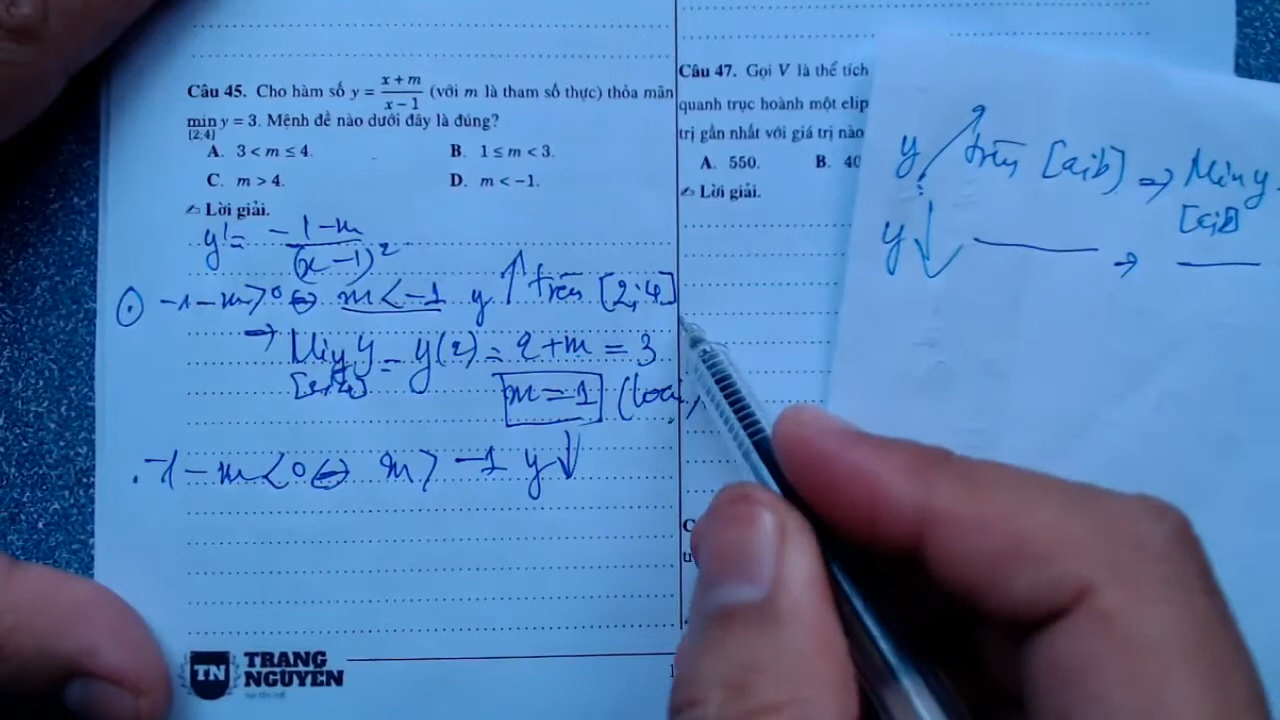 Câu 45. Cho hàm số y = \frac{x + m}{x − 1} (với m là tham số thực) thỏa mãn
min y = 3. Mệnh đề nào dưới đây là đúng?
[2;4]
A. 3 < m ≤ 4.
B. 1 ≤ m < 3.
C. m > 4.
D. m < −1.
Lời giải.
y' = \frac{-1-m}{(x-1)^2}
-1-m>0 ⇔ m < -1 y ↑ trên [2;4]
⇒ Min y = y(2) = 2+m = 3
[2;4]
m = 1 (loại)
. -1-m<0 ⇔ m > -1 y ↓
TN TRANG
NGUYEN
Câu 47. Gọi V là thể tích
quanh trục hoành một elip
trị gần nhất với giá trị nào
A. 550.
B. 40
Lời giải.
C
u
1
y ↗ trên [a;b] ⇒ Min y
[a;b]
y ↓ ——— → ——